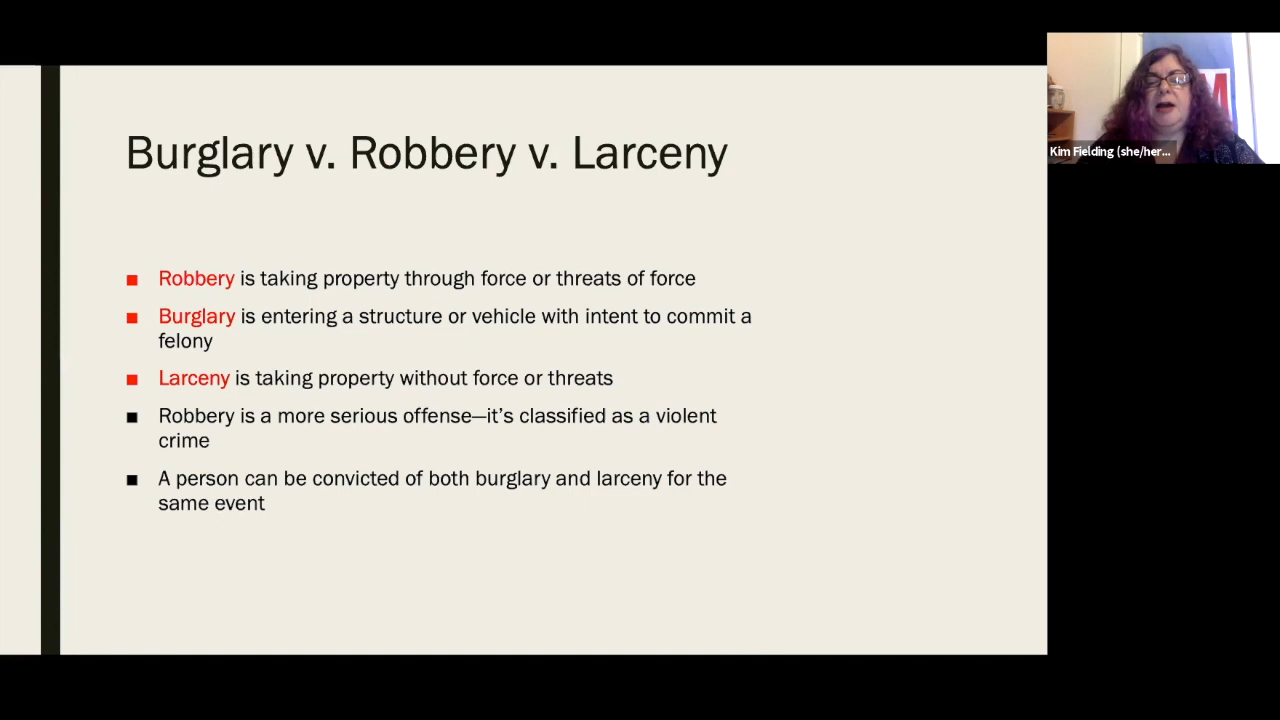 Burglary v. Robbery v. Larceny
■ Robbery is taking property through force or threats of force
■ Burglary is entering a structure or vehicle with intent to commit a
felony
■ Larceny is taking property without force or threats
■ Robbery is a more serious offense—it's classified as a violent
crime
■ A person can be convicted of both burglary and larceny for the
same event
M
Kim Fielding (she/her...